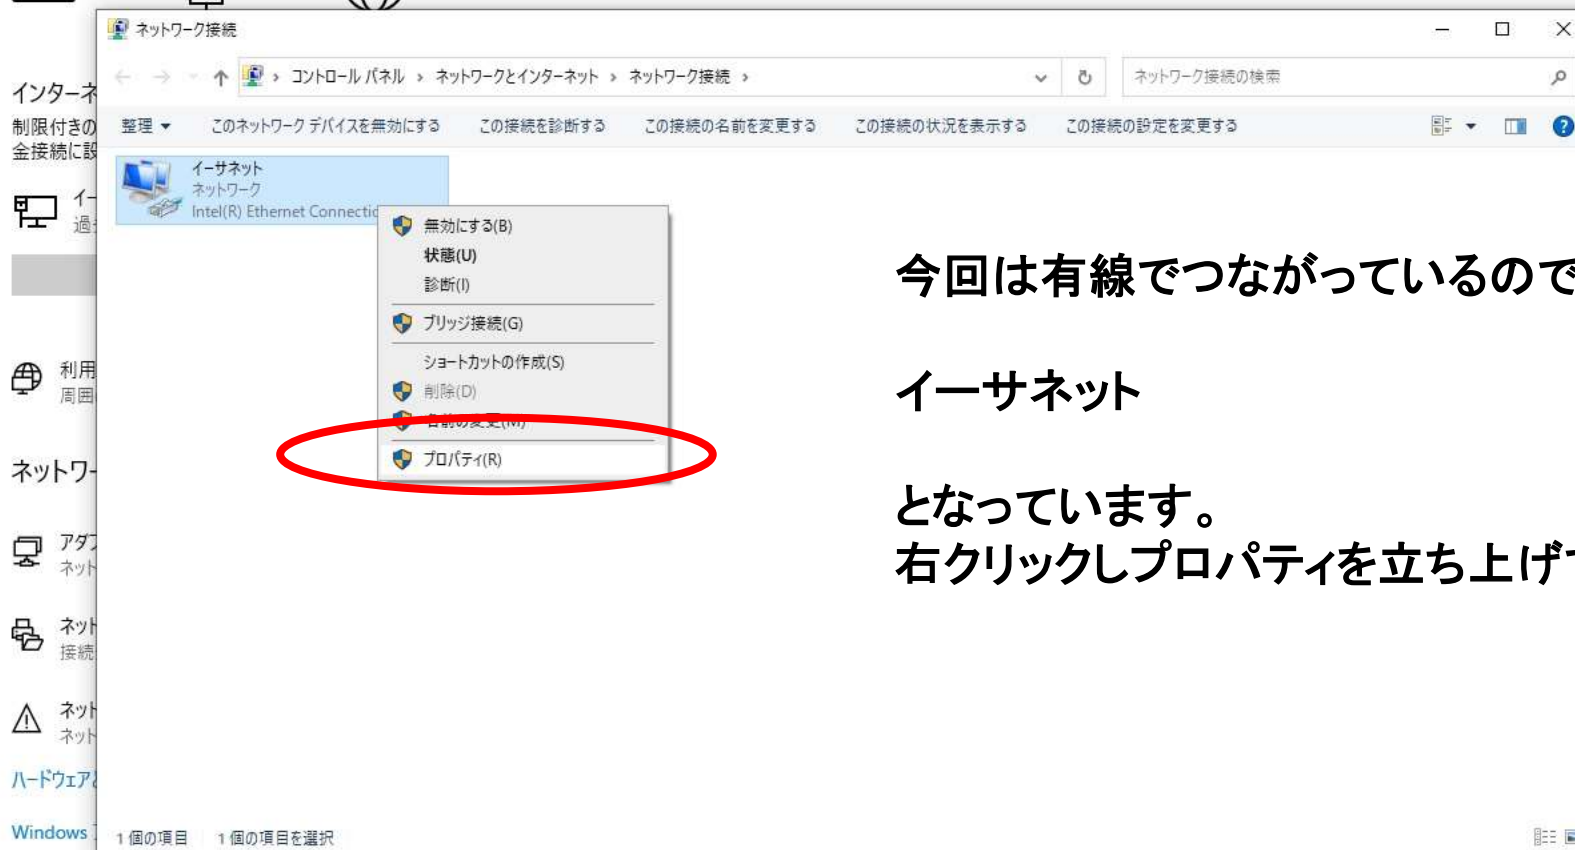 ネットワーク接続
コントロール パネル › ネットワークとインターネット › ネットワーク接続 ›
ネットワーク接続の検索
整理 このネットワーク デバイスを無効にする この接続を診断する この接続の名前を変更する この接続の状況を表示する この接続の設定を変更する
イーサネット
ネットワーク
Intel(R) Ethernet Connectio
無効にする(B)
状態(U)
診断(I)
ブリッジ接続(G)
ショートカットの作成(S)
削除(D)
名前の変更(M)
プロパティ(R)
今回は有線でつながっているので
イーサネット
となっています。
右クリックしプロパティを立ち上げ
インターネ
制限付きの
金接続に設
イー
過
利用
周囲
ネットワー
アダプ
ネット
ネット
接続
ネット
ネット
ハードウェアと
Windows
1 個の項目 1 個の項目を選択